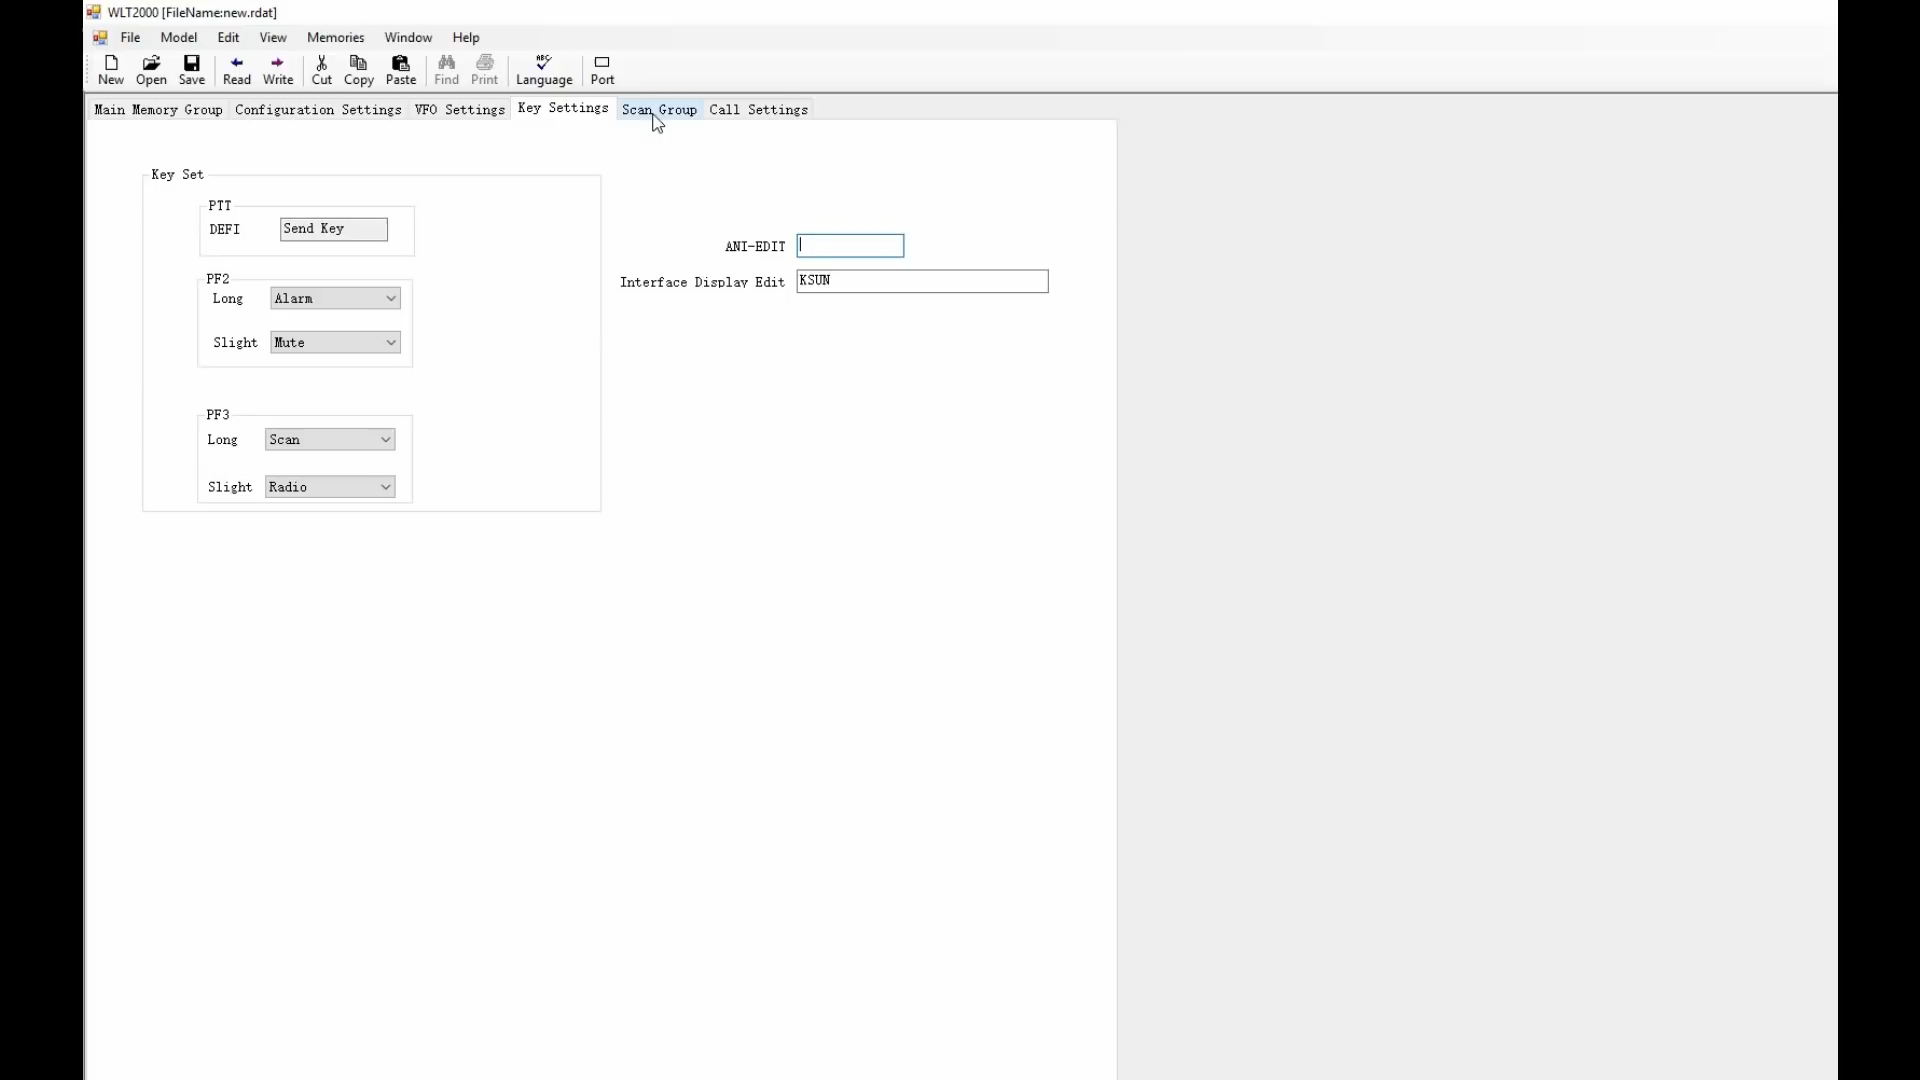 WLT2000 [FileName:new.rdat]
File Model Edit View Memories Window Help
New Open Save Read Write Cut Copy Paste Find Print ABC Language Port
Main Memory Group Configuration Settings VFO Settings Key Settings Scan Group Call Settings
Key Set
PTT
DEFI Send Key
PF2
Long Alarm
Slight Mute
PF3
Long Scan
Slight Radio
ANI-EDIT
Interface Display Edit KSUN